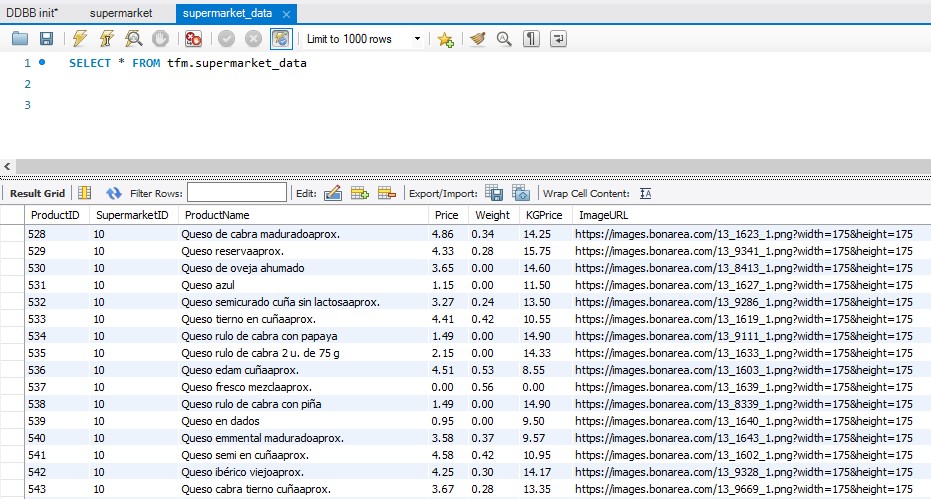 DDBB init* supermarket supermarket_data
Limit to 1000 rows
1 SELECT * FROM tfm.supermarket_data
2
3
Result Grid Filter Rows: Edit: Export/Import: Wrap Cell Content:
ProductID SupermarketID ProductName Price Weight KGPrice ImageURL
528 10 Queso de cabra maduradoaprox. 4.86 0.34 14.25 https://images.bonarea.com/13_1623_1.png?width=175&height=175
529 10 Queso reservaaprox. 4.33 0.28 15.75 https://images.bonarea.com/13_9341_1.png?width=175&height=175
530 10 Queso de oveja ahumado 3.65 0.00 14.60 https://images.bonarea.com/13_8413_1.png?width=175&height=175
531 10 Queso azul 1.15 0.00 11.50 https://images.bonarea.com/13_1627_1.png?width=175&height=175
532 10 Queso semicurado cuña sin lactosaaprox. 3.27 0.24 13.50 https://images.bonarea.com/13_9286_1.png?width=175&height=175
533 10 Queso tierno en cuñaaprox. 4.41 0.42 10.55 https://images.bonarea.com/13_1619_1.png?width=175&height=175
534 10 Queso rulo de cabra con papaya 1.49 0.00 14.90 https://images.bonarea.com/13_9111_1.png?width=175&height=175
535 10 Queso rulo de cabra 2 u. de 75 g 2.15 0.00 14.33 https://images.bonarea.com/13_1633_1.png?width=175&height=175
536 10 Queso edam cuñaaprox. 4.51 0.53 8.55 https://images.bonarea.com/13_1603_1.png?width=175&height=175
537 10 Queso fresco mezclaaprox. 0.00 0.56 0.00 https://images.bonarea.com/13_1639_1.png?width=175&height=175
538 10 Queso rulo de cabra con piña 1.49 0.00 14.90 https://images.bonarea.com/13_8339_1.png?width=175&height=175
539 10 Queso en dados 0.95 0.00 9.50 https://images.bonarea.com/13_1640_1.png?width=175&height=175
540 10 Queso emmental maduradoaprox. 3.58 0.37 9.57 https://images.bonarea.com/13_1643_1.png?width=175&height=175
541 10 Queso semi en cuñaaprox. 4.58 0.42 10.95 https://images.bonarea.com/13_1602_1.png?width=175&height=175
542 10 Queso ibérico viejoaprox. 4.25 0.30 14.17 https://images.bonarea.com/13_9328_1.png?width=175&height=175
543 10 Queso cabra tierno cuñaaprox. 3.67 0.28 13.35 https://images.bonarea.com/13_9669_1.png?width=175&height=175